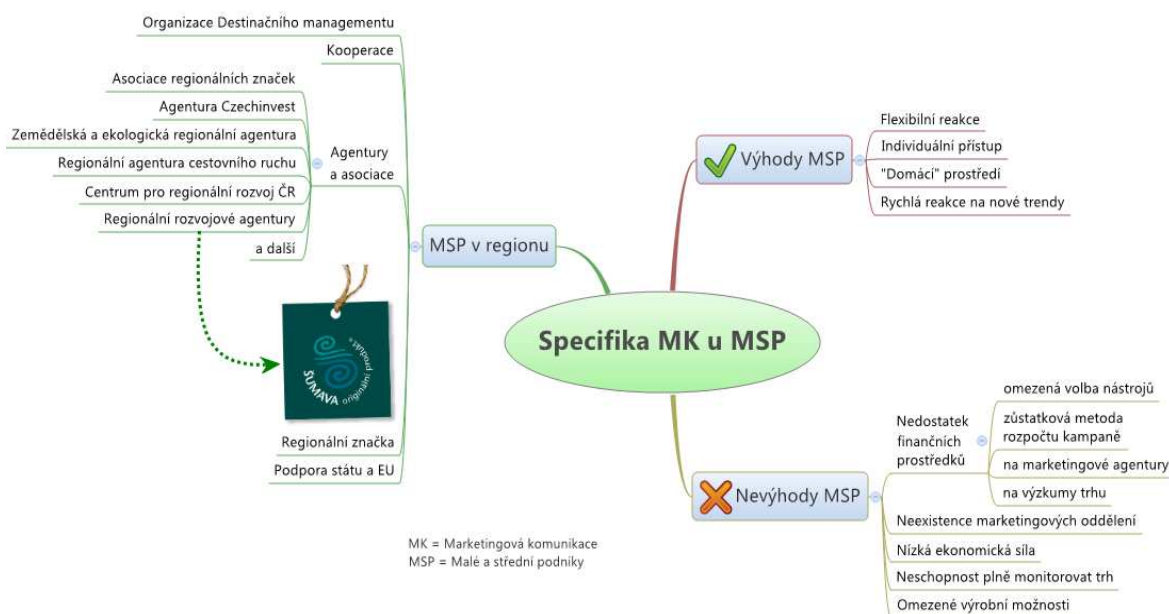 Specifika MK u MSP
MSP v regionu
Organizace Destinačního managementu
Kooperace
Agentury
a asociace
Asociace regionálních značek
Agentura Czechinvest
Zemědělská a ekologická regionální agentura
Regionální agentura cestovního ruchu
Centrum pro regionální rozvoj ČR
Regionální rozvojové agentury
a další
ŠUMAVA originální produkt®
Regionální značka
Podpora státu a EU
Výhody MSP
Flexibilní reakce
Individuální přístup
"Domácí" prostředí
Rychlá reakce na nové trendy
Nevýhody MSP
Nedostatek
finančních
prostředků
omezená volba nástrojů
zůstatková metoda
rozpočtu kampaně
na marketingové agentury
na výzkumy trhu
Neexistence marketingových oddělení
Nízká ekonomická síla
Neschopnost plně monitorovat trh
Omezené výrobní možnosti
MK = Marketingová komunikace
MSP = Malé a střední podniky